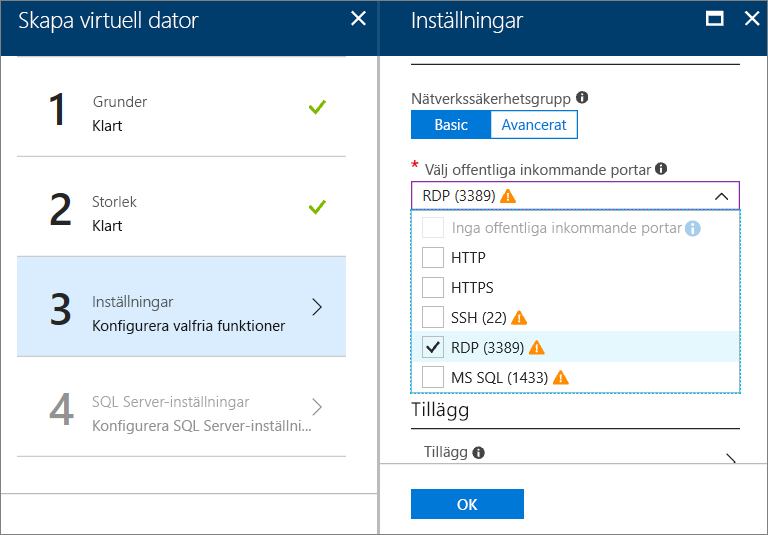 Skapa virtuell dator
1
Grunder
Klart
2
Storlek
Klart
3
Inställningar
Konfigurera valfria funktioner
4
SQL Server-inställningar
Konfigurera SQL Server-inställni...
Inställningar
Nätverkssäkerhetsgrupp
Basic
Avancerat
* Välj offentliga inkommande portar
RDP (3389)
Inga offentliga inkommande portar
HTTP
HTTPS
SSH (22)
RDP (3389)
MS SQL (1433)
Tillägg
Tillägg
OK